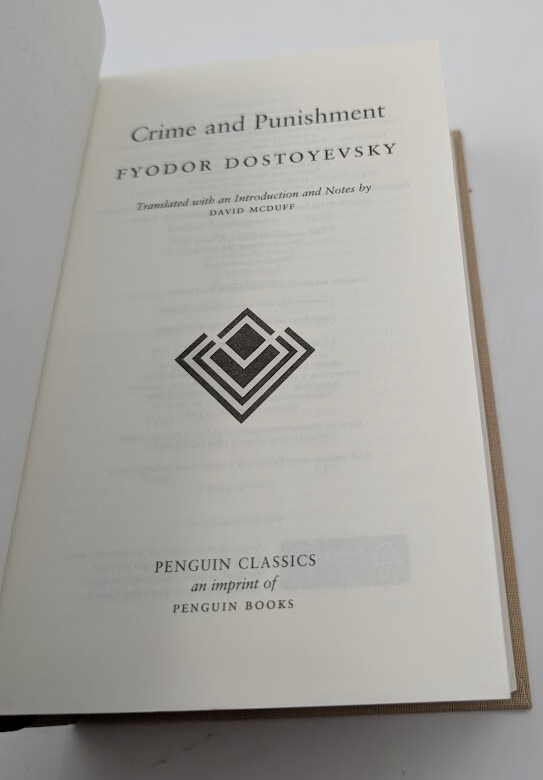 Crime and Punishment
FYODOR DOSTOYEVSKY
Translated with an Introduction and Notes by
DAVID MCDUFF
PENGUIN CLASSICS
an imprint of
PENGUIN BOOKS